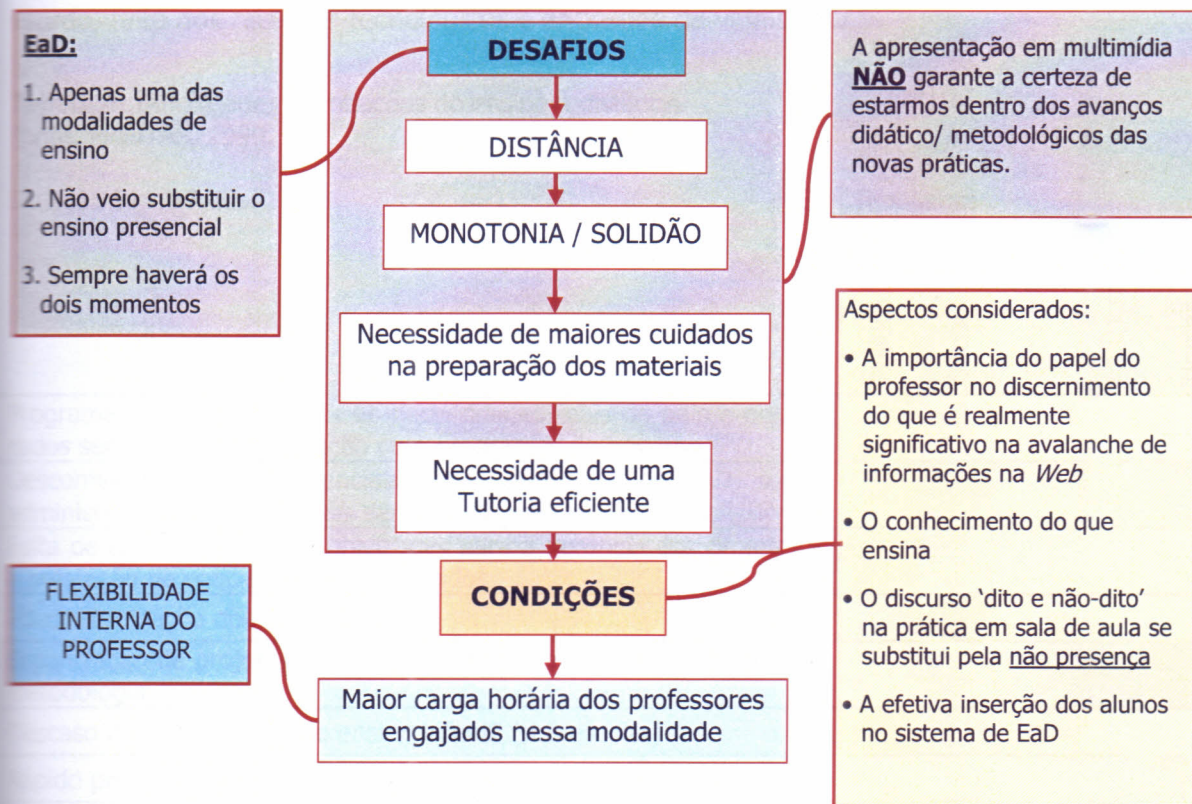 EaD:
1. Apenas uma das
modalidades de
ensino
2. Não veio substituir o
ensino presencial
3. Sempre haverá os
dois momentos
DESAFIOS
DISTÂNCIA
MONOTONIA / SOLIDÃO
Necessidade de maiores cuidados
na preparação dos materiais
Necessidade de uma
Tutoria eficiente
CONDIÇÕES
Maior carga horária dos professores
engajados nessa modalidade
FLEXIBILIDADE
INTERNA DO
PROFESSOR
A apresentação em multimídia
NÃO garante a certeza de
estarmos dentro dos avanços
didático/ metodológicos das
novas práticas.
Aspectos considerados:
• A importância do papel do
professor no discernimento
do que é realmente
significativo na avalanche de
informações na Web
• O conhecimento do que
ensina
• O discurso ‘dito e não-dito’
na prática em sala de aula se
substitui pela não presença
• A efetiva inserção dos alunos
no sistema de EaD